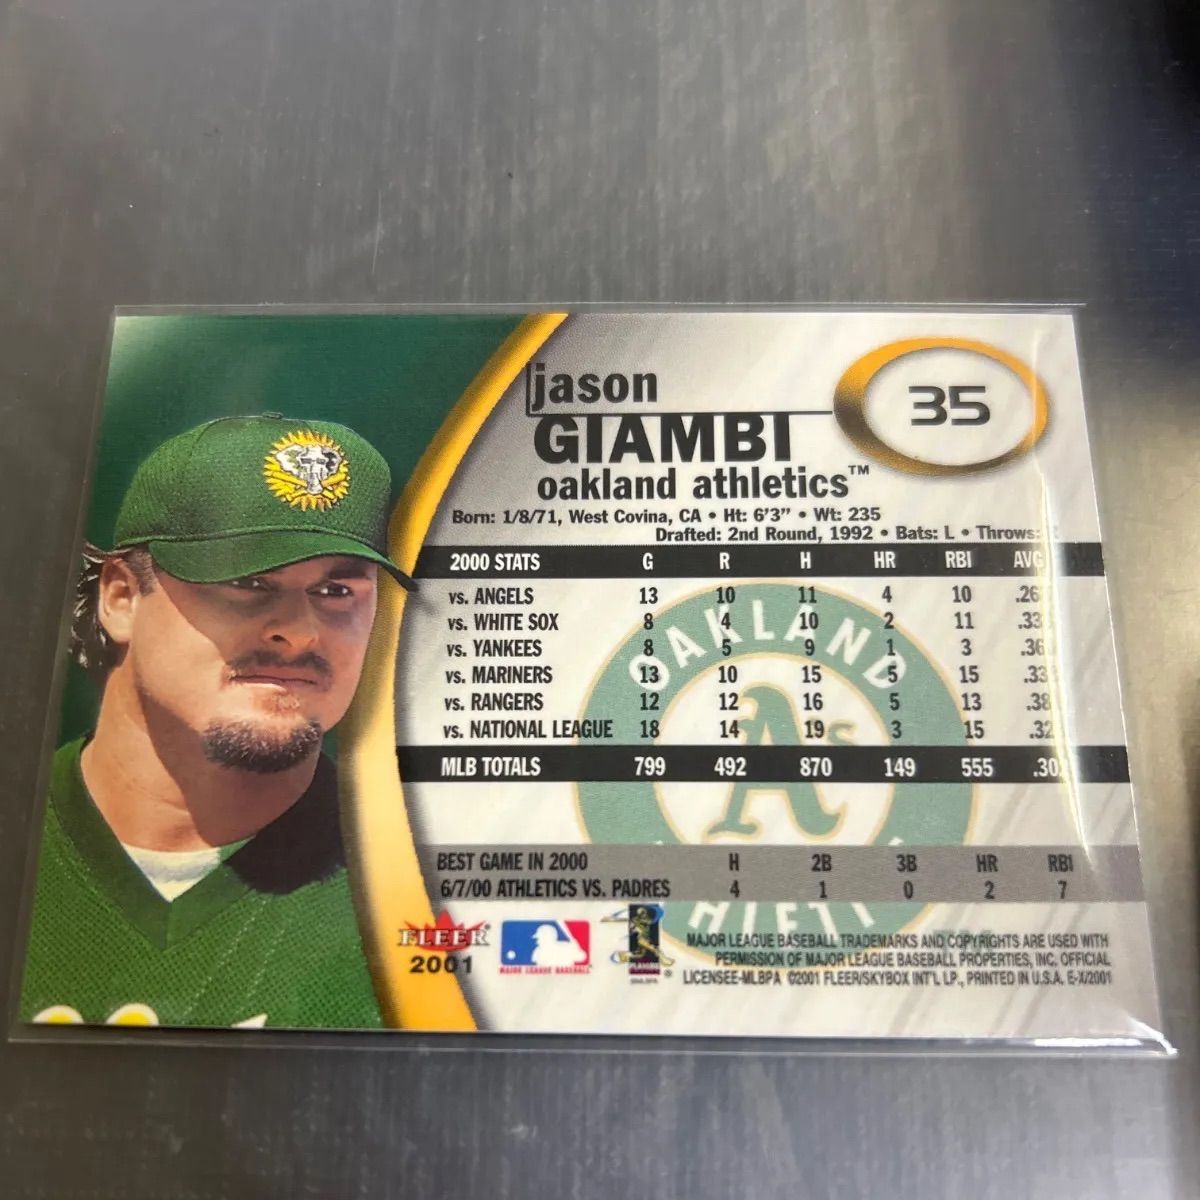 35
jason
GIAMBI
oakland athletics™
Born: 1/8/71, West Covina, CA • Ht: 6'3" • Wt: 235
Drafted: 2nd Round, 1992 • Bats: L • Throws:
2000 STATS G R H HR RBI AVG
vs. ANGELS 13 10 11 4 10
vs. WHITE SOX 8 4 10 2 11
vs. YANKEES 8 5 9 1 3
vs. MARINERS 13 10 15 5 15
vs. RANGERS 12 12 16 5 13
vs. NATIONAL LEAGUE 18 14 19 3 15
MLB TOTALS 799 492 870 149 555
OAKLAND
A's
BEST GAME IN 2000 H 2B 3B HR RBI
6/7/00 ATHLETICS VS. PADRES 4 1 0 2 7
FLEER
2001
MAJOR LEAGUE BASEBALL
MAJOR LEAGUE BASEBALL TRADEMARKS AND COPYRIGHTS ARE USED WITH
PERMISSION OF MAJOR LEAGUE BASEBALL PROPERTIES, INC. OFFICIAL
LICENSEE-MLBPA ©2001 FLEER/SKYBOX INT'L LP., PRINTED IN U.S.A. E-X/2001